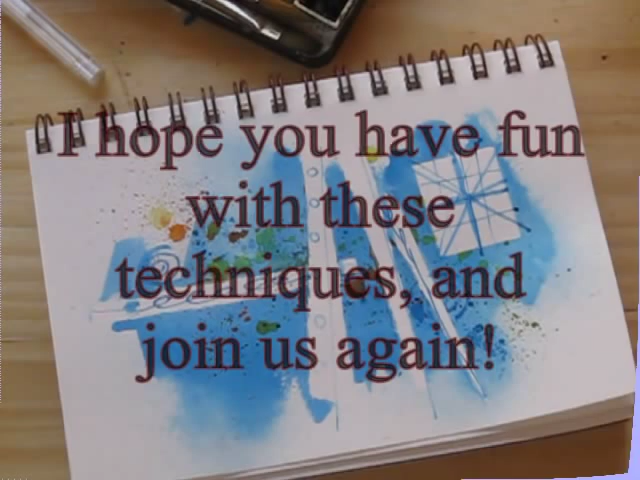 I hope you have fun
with these
techniques, and
join us again!